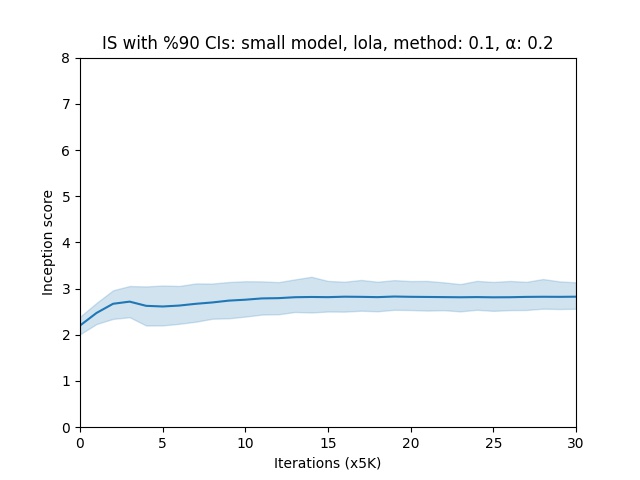 IS with %90 CIs: small model, lola, method: 0.1, α: 0.2
8
7
6
5
4
3
2
1
0
Inception score
0 5 10 15 20 25 30
Iterations (x5K)